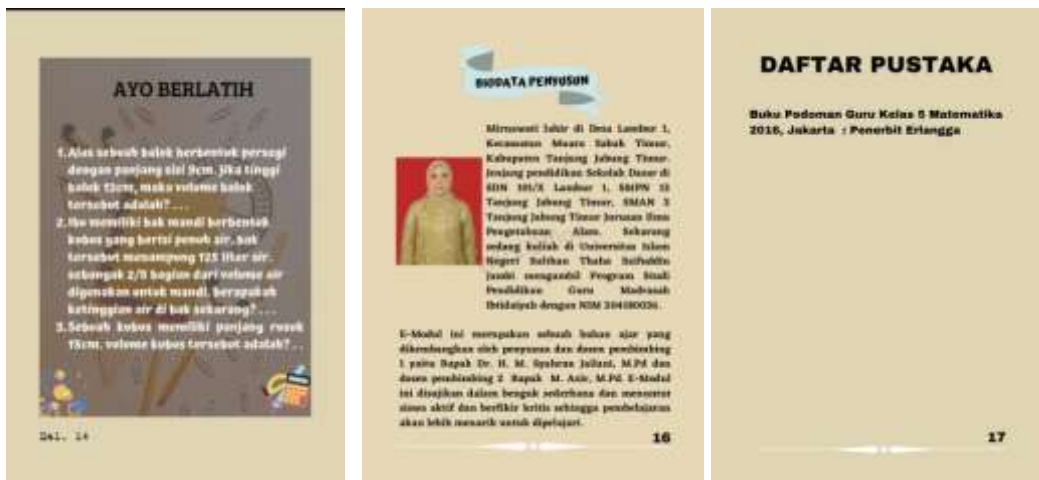 AYO BERLATIH
1. Alas sebuah balok berbentuk persegi
dengan panjang sisi 9cm. jika tinggi
balok 12cm, maka volume balok
tersebut adalah? ...
2. Ibu memiliki bak mandi berbentuk
kubus yang berisi penuh air. bak
tersebut menampung 125 liter air.
sebanyak 2/5 bagian dari volume air
digunakan untuk mandi. berapakah
ketinggian air di bak sekarang? ...
3. Sebuah kubus memiliki panjang rusuk
15cm. volume kubus tersebut adalah? ..
Hal. 14
BIODATA PENYUSUN
Mirnawati lahir di Desa Lambur 1,
Kecamatan Muara Sabak Timur,
Kabupaten Tanjung Jabung Timur.
Jenjang pendidikan Sekolah Dasar di
SDN 101/X Lambur 1, SMPN 13
Tanjung Jabung Timur, SMAN 3
Tanjung Jabung Timur Jurusan Ilmu
Pengetahuan Alam. Sekarang
sedang kuliah di Universitas Islam
Negeri Sulthan Thaha Saifuddin
Jambi mengambil Program Studi
Pendidikan Guru Madrasah
Ibtidaiyah dengan NIM
E-Modul ini merupakan sebuah bahan ajar yang
dikembangkan oleh penyusun dan dosen pembimbing
1 yaitu Bapak Dr. H. M. Syahran Jailani, M.Pd dan
dosen pembimbing 2 Bapak M. Aziz, M.Pd. E-Modul
ini disajikan dalam bentuk sederhana dan menuntut
siswa aktif dan berfikir kritis sehingga pembelajaran
akan lebih menarik untuk dipelajari.
16
DAFTAR PUSTAKA
Buku Pedoman Guru Kelas 5 Matematika
2016, Jakarta : Penerbit Erlangga
17